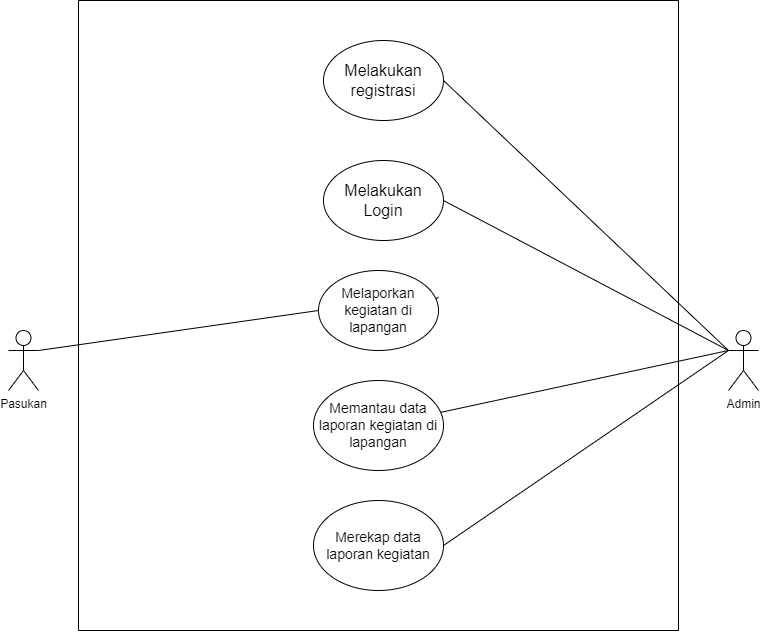 Melakukan
registrasi
Melakukan
Login
Melaporkan
kegiatan di
lapangan
Pasukan
Memantau data
laporan kegiatan di
lapangan
Admin
Merekap data
laporan kegiatan